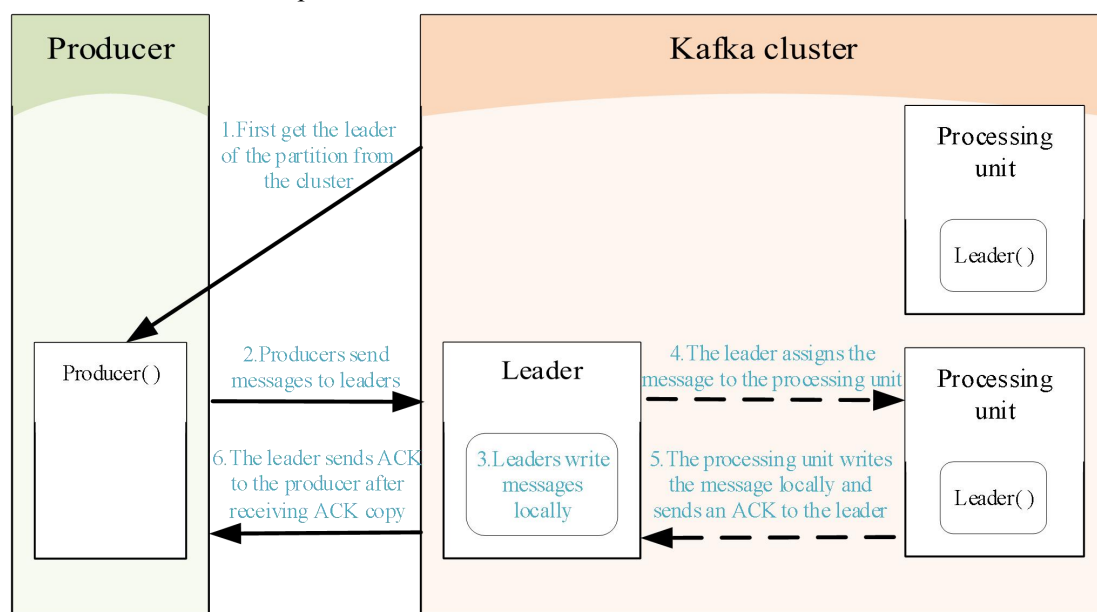 Producer
Kafka cluster
1.First get the leader
of the partition from
the cluster
Processing
unit
Leader( )
Producer( )
2.Producers send
messages to leaders
Leader
4.The leader assigns the
message to the processing unit
Processing
unit
6.The leader sends ACK
to the producer after
receiving ACK copy
3.Leaders write
messages
locally
5.The processing unit writes
the message locally and
sends an ACK to the leader
Leader( )